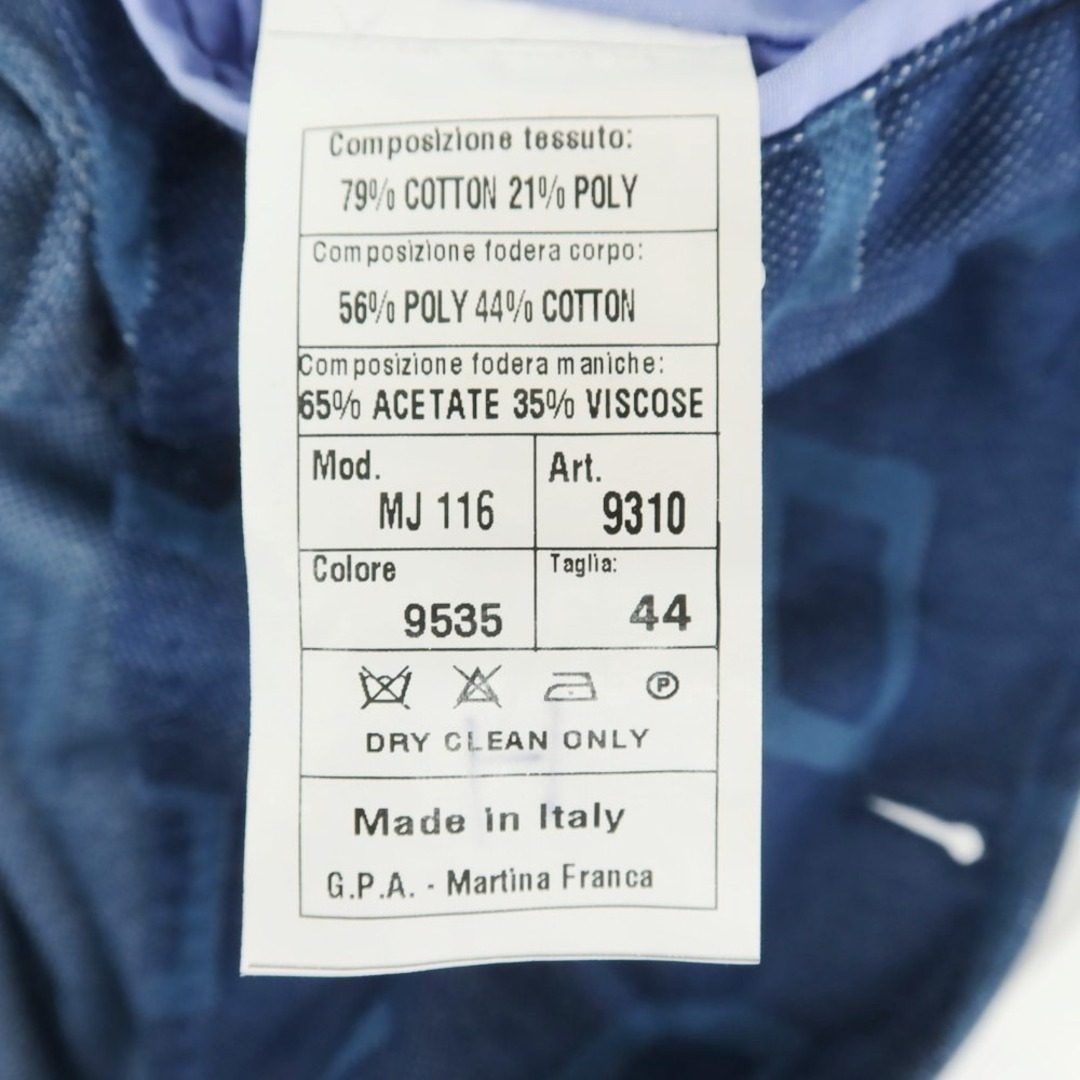 Composizione tessuto:
79% COTTON 21% POLY
Composizione fodera corpo:
56% POLY 44% COTTON
Composizione fodera maniche:
65% ACETATE 35% VISCOSE
Mod. Art.
MJ 116 9310
Colore Taglia:
9535 44
P
DRY CLEAN ONLY
Made in Italy
G.P.A. - Martina Franca